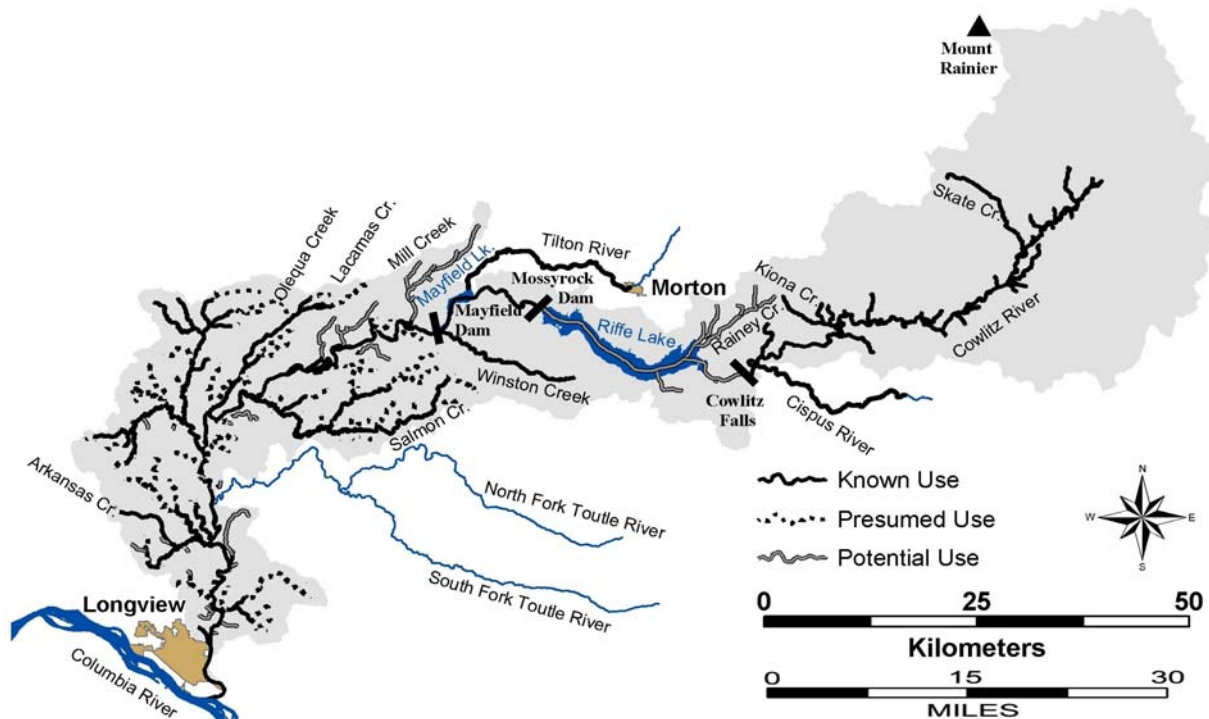 Mount
Rainier
Skate Cr.
Olequa Creek
Lacamas Cr.
Mill Creek
Mayfield Lk.
Tilton River
Mossyrock
Dam
Morton
Kiona Cr.
Cowlitz River
Mayfield
Dam
Riffe Lake
Rainey Cr.
Winston Creek
Cowlitz
Falls
Cispus River
Salmon Cr.
Arkansas Cr.
North Fork Toutle River
South Fork Toutle River
Longview
Columbia River
Known Use
Presumed Use
Potential Use
N
W
E
S
0 25 50
Kilometers
0 15 30
MILES